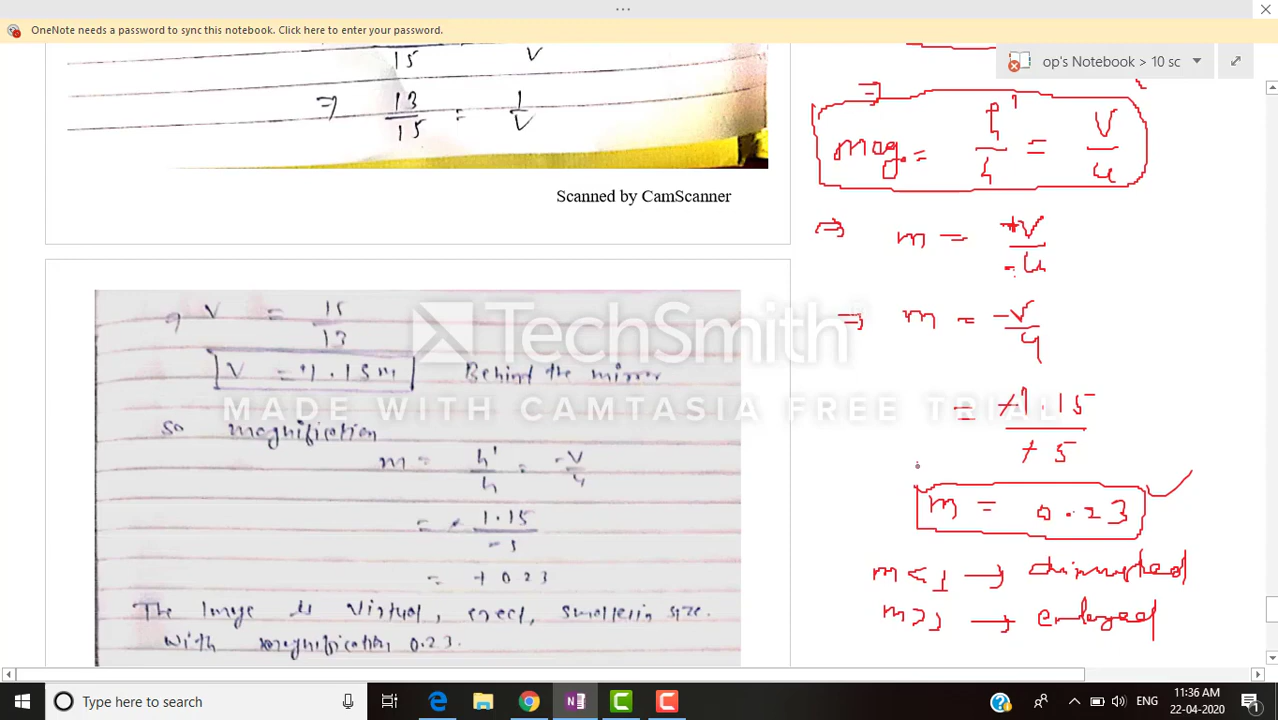 OneNote needs a password to sync this notebook. Click here to enter your password.
15 V
⇒ 13/15 = 1/V
Scanned by CamScanner
⇒ V = 15/13
V = +1.15m Behind the mirror
so magnification
m = h'/h = -V/u
= - 1.15/-5
= + 0.23
The Image is Virtual, erect, smaller in size.
with magnification 0.23.
TechSmith
MADE WITH CAMTASIA FREE TRIAL
op's Notebook > 10 sc
⇒
mag. = h'/h = V/u
⇒ m = +V/-u
⇒ m = -V/u
= +1.15/+5
m = 0.23
m < 1 →
m > 1 → enlarged
Type here to search
ENG
11:36 AM
22-04-2020